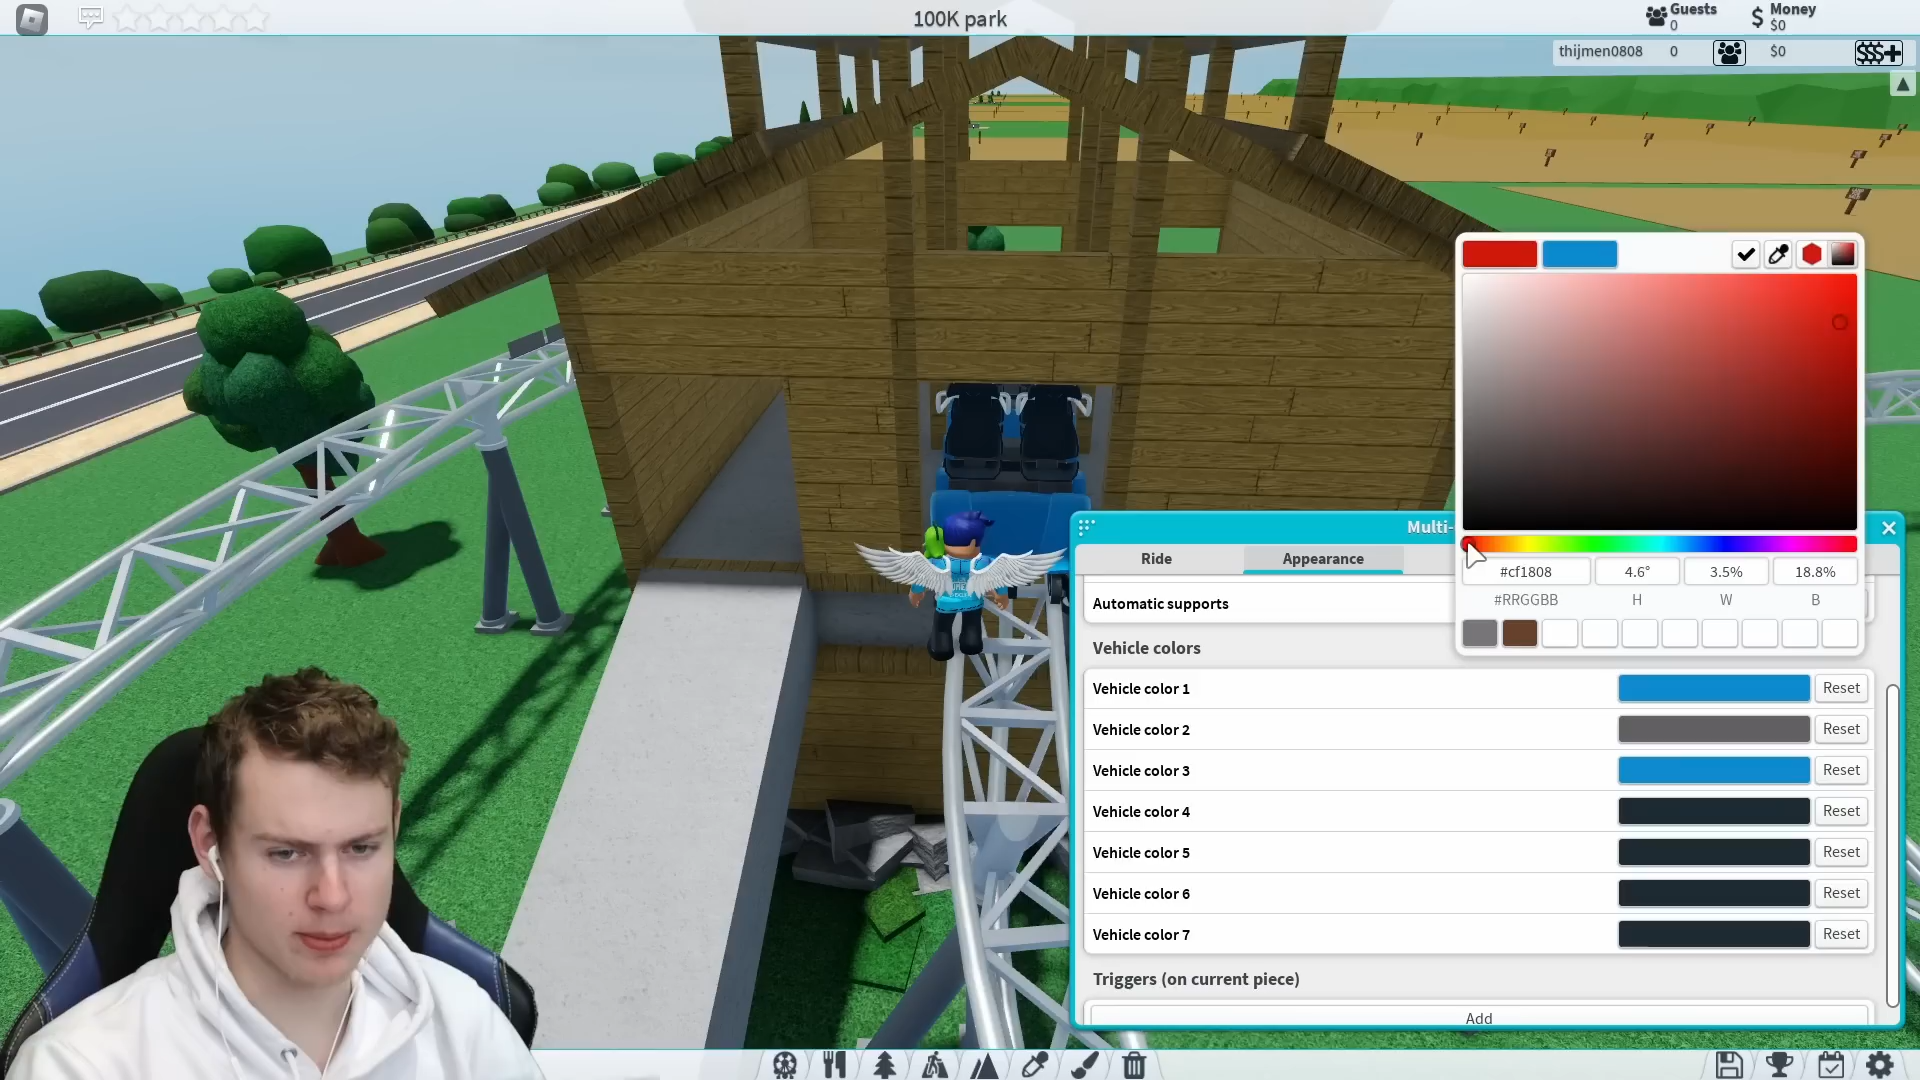 100K park
Guests
0
$ Money
$0
thijmen0808 0 $0
$$$+
Multi-
Ride
Appearance
Automatic supports
Vehicle colors
Vehicle color 1 Reset
Vehicle color 2 Reset
Vehicle color 3 Reset
Vehicle color 4 Reset
Vehicle color 5 Reset
Vehicle color 6 Reset
Vehicle color 7 Reset
Triggers (on current piece)
Add
#cf1808 4.6° 3.5% 18.8%
#RRGGBB H W B